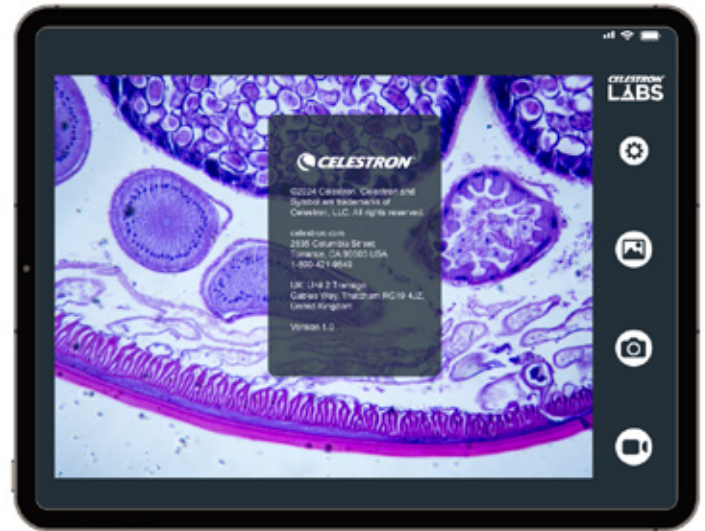 CELESTRON
LABS
CELESTRON
©2024 Celestron. Celestron and
Symbol are trademarks of
Celestron, LLC. All rights reserved.
celestron.com
2835 Columbia Street
Torrance, CA 90503 USA
1-800-421-9649
UK: Unit 2 Transigo
Gables Way, Thatcham RG19 4JZ,
United Kingdom
Version 1.0